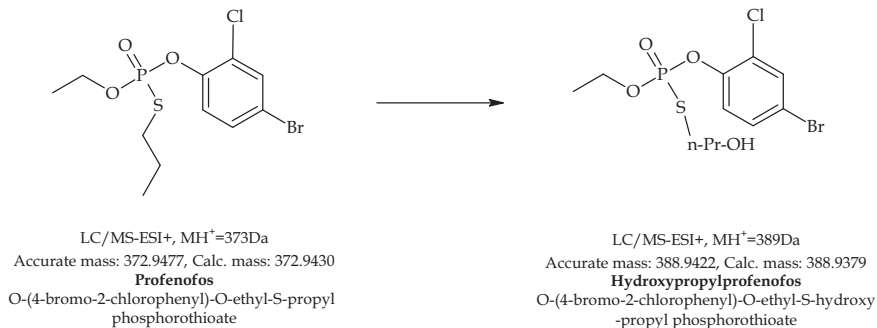 Cl
O
O
P
O
S
Br
LC/MS-ESI+, MH+=373Da
Accurate mass: 372.9477, Calc. mass: 372.9430
Profenofos
O-(4-bromo-2-chlorophenyl)-O-ethyl-S-propyl
phosphorothioate
Cl
O
O
P
O
S
Br
n-Pr-OH
LC/MS-ESI+, MH+=389Da
Accurate mass: 388.9422, Calc. mass: 388.9379
Hydroxypropylprofenofos
O-(4-bromo-2-chlorophenyl)-O-ethyl-S-hydroxy
-propyl phosphorothioate